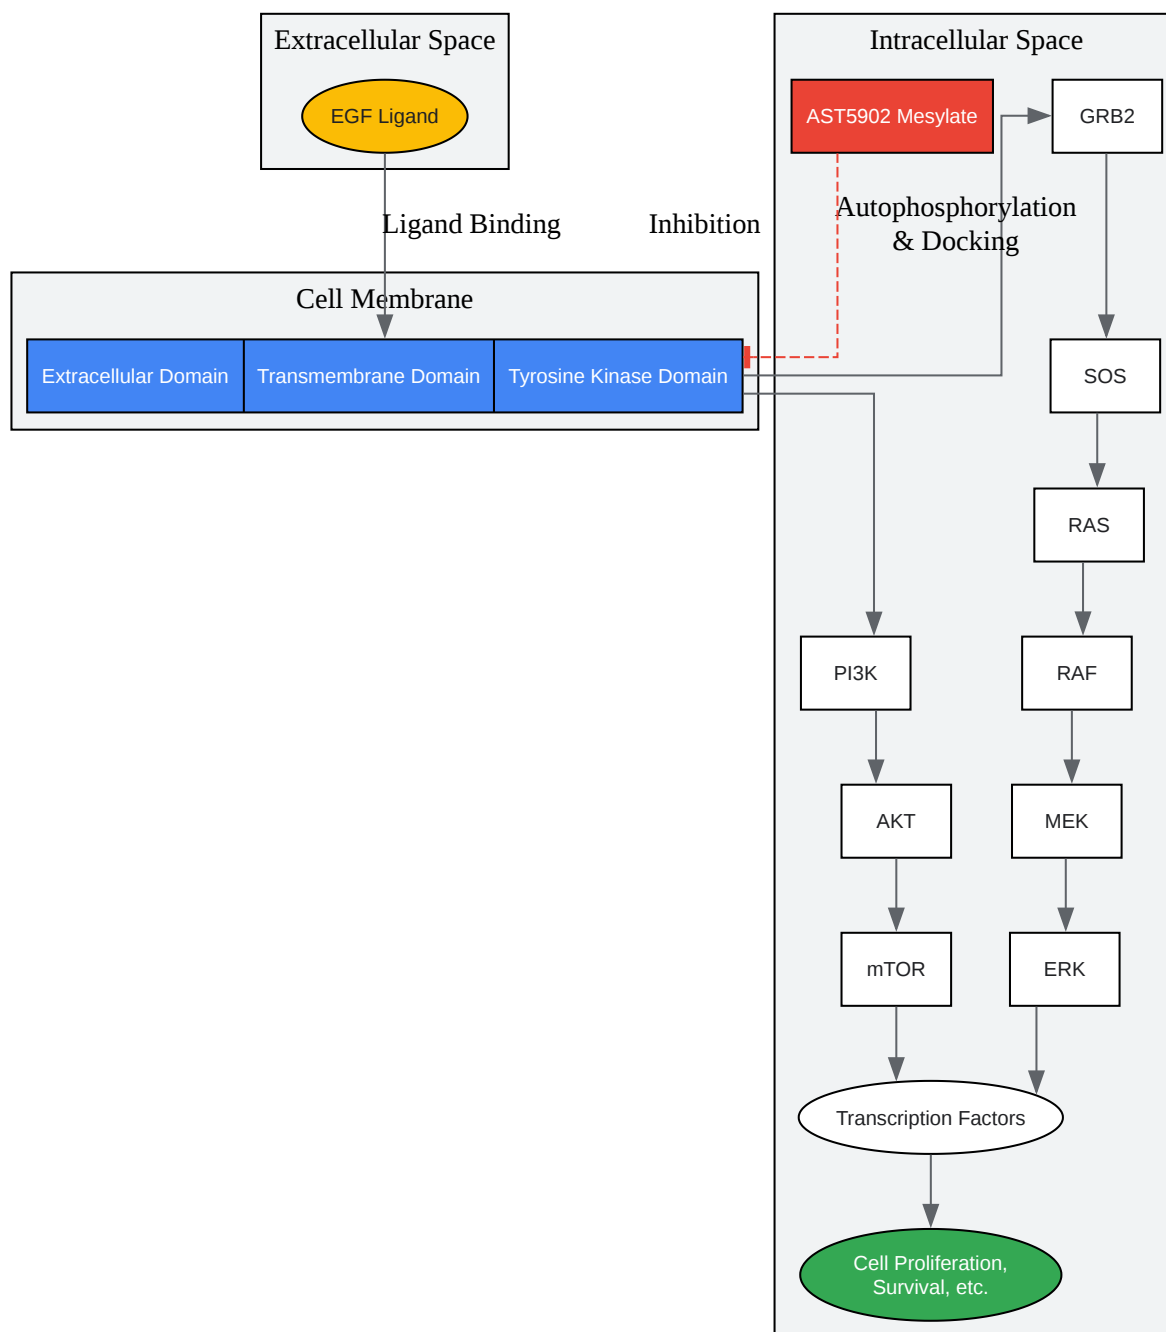 Extracellular Space
EGF Ligand
Ligand Binding
Inhibition
Cell Membrane
Extracellular Domain
Transmembrane Domain
Tyrosine Kinase Domain
Intracellular Space
AST5902 Mesylate
GRB2
Autophosphorylation
& Docking
SOS
RAS
PI3K
RAF
AKT
MEK
mTOR
ERK
Transcription Factors
Cell Proliferation,
Survival, etc.